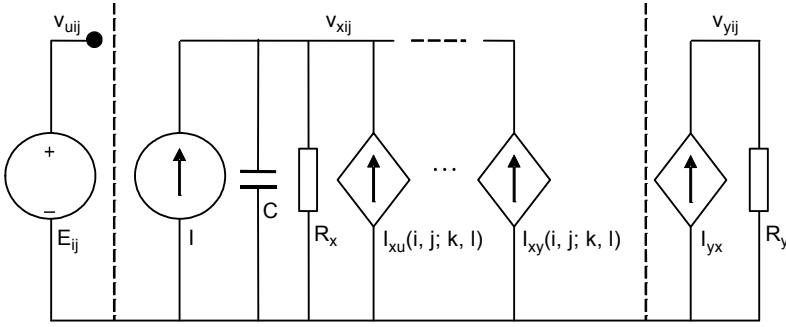 v_uij
v_xij
v_yij
+
–
E_ij
I
C
R_x
I_xu(i, j; k, l)
...
I_xy(i, j; k, l)
I_yx
R_y